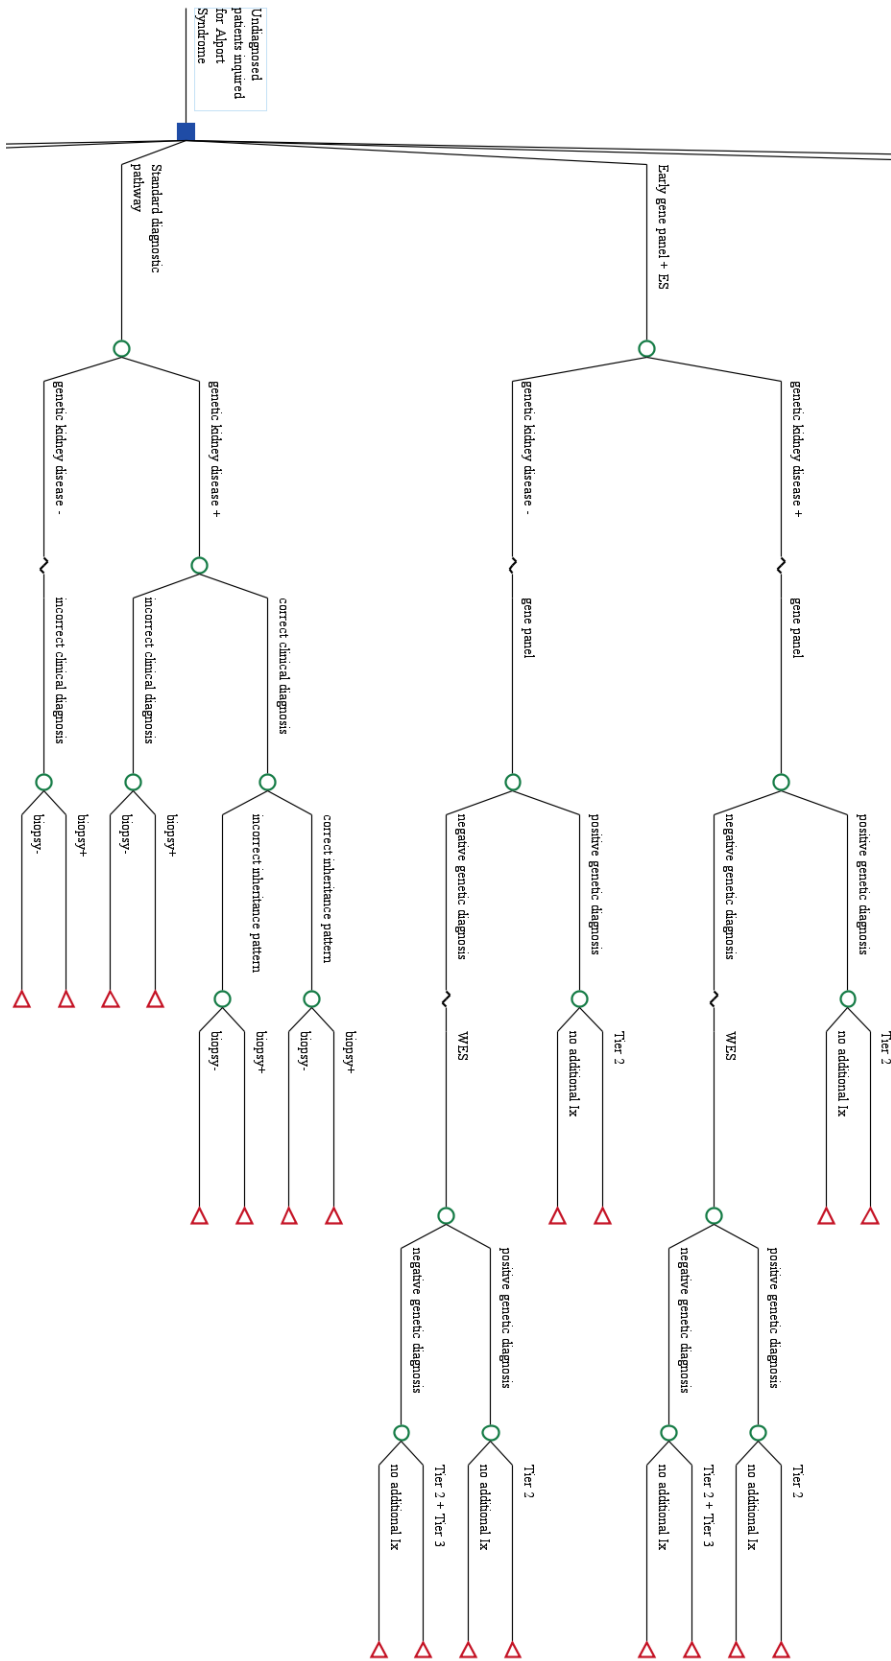 Undiagnosed
patients inquired
for Alport
Syndrome
Early gene panel + ES
genetic kidney disease +
gene panel
positive genetic diagnosis
Tier 2
no additional Ix
negative genetic diagnosis
WES
positive genetic diagnosis
Tier 2
no additional Ix
negative genetic diagnosis
Tier 2 + Tier 3
no additional Ix
genetic kidney disease -
gene panel
positive genetic diagnosis
Tier 2
no additional Ix
negative genetic diagnosis
WES
positive genetic diagnosis
Tier 2
no additional Ix
negative genetic diagnosis
Tier 2 + Tier 3
no additional Ix
Standard diagnostic
pathway
genetic kidney disease +
correct clinical diagnosis
correct inheritance pattern
biopsy+
biopsy-
incorrect inheritance pattern
biopsy+
biopsy-
incorrect clinical diagnosis
biopsy+
biopsy-
genetic kidney disease -
incorrect clinical diagnosis
biopsy+
biopsy-